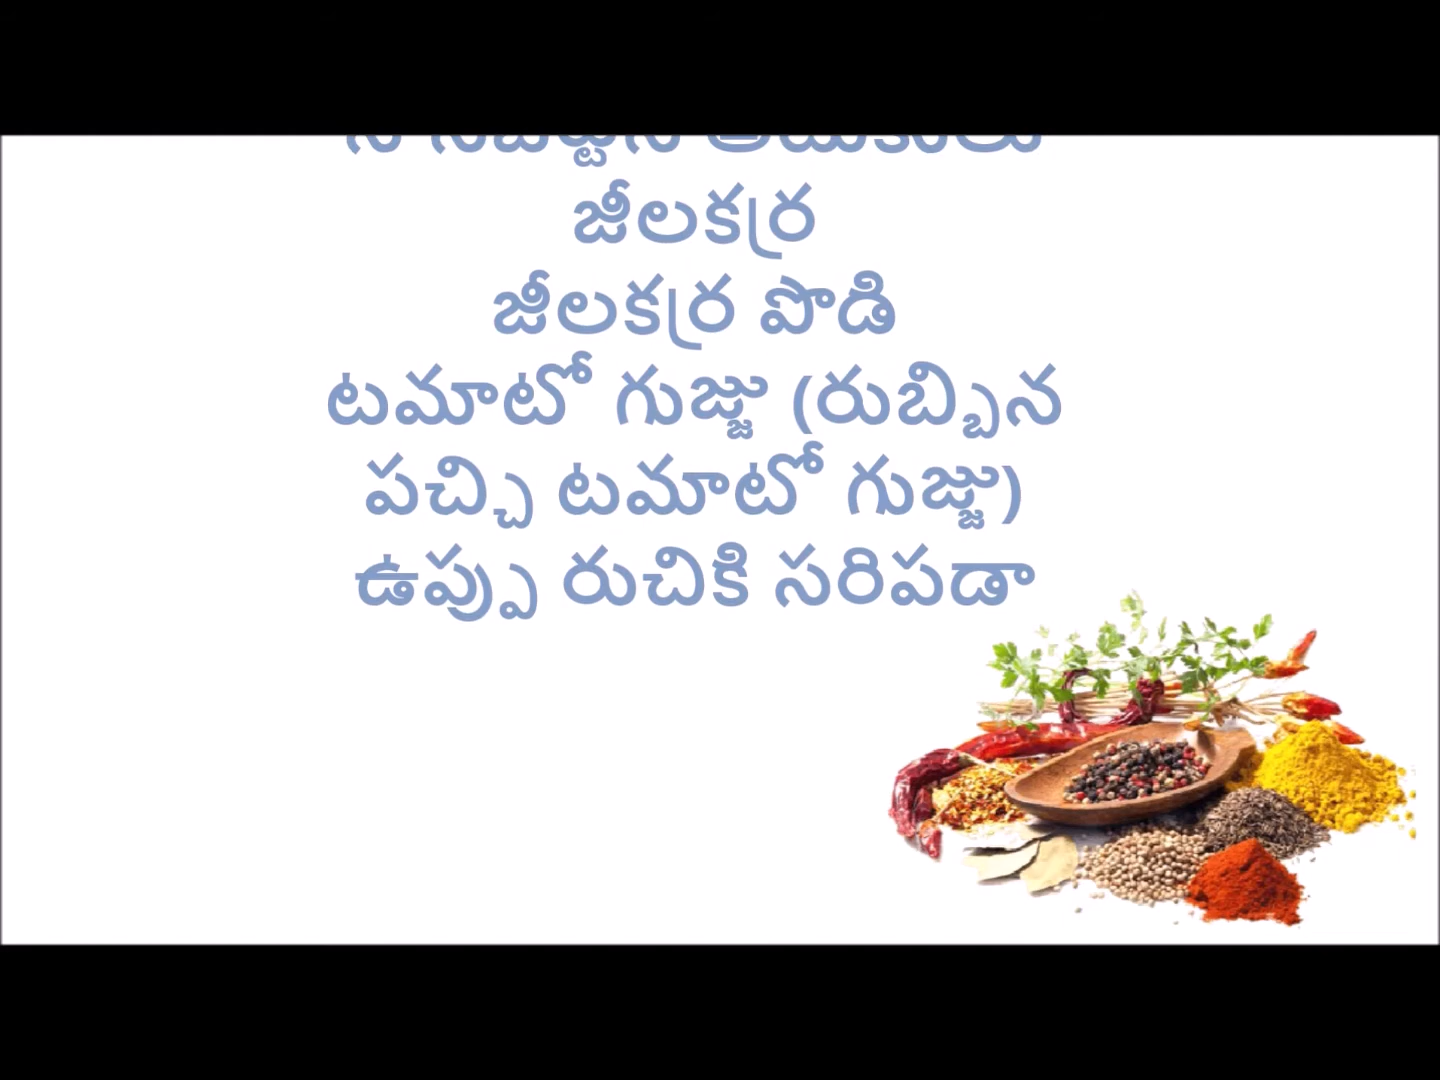 జీలకర్ర
జీలకర్ర పొడి
టమాటో గుజ్జు (రుబ్బిన
పచ్చి టమాటో గుజ్జు)
ఉప్పు రుచికి సరిపడా